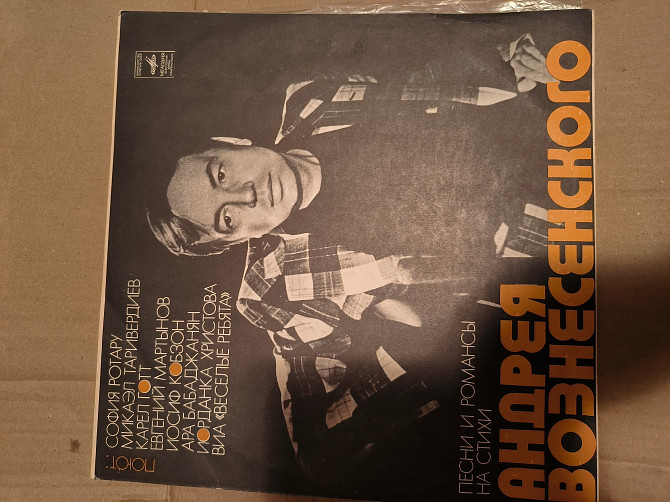 МЕЛОДИЯ
ПОЮТ:
СОФИЯ РОТАРУ
МИКАЭЛ ТАРИВЕРДИЕВ
КАРЕЛ ГОТТ
ЕВГЕНИЙ МАРТЫНОВ
ИОСИФ КОБЗОН
АРА БАБАДЖАНЯН
ЙОРДАНКА ХРИСТОВА
ВИА «ВЕСЕЛЫЕ РЕБЯТА»
ПЕСНИ И РОМАНСЫ
НА СТИХИ
АНДРЕЯ
ВОЗНЕСЕНСКОГО